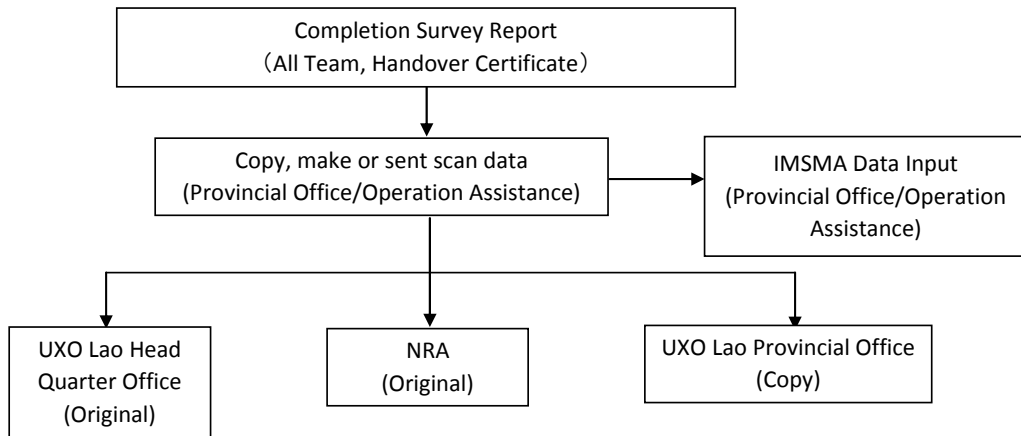 Completion Survey Report
（All Team, Handover Certificate）
Copy, make or sent scan data
(Provincial Office/Operation Assistance)
IMSMA Data Input
(Provincial Office/Operation
Assistance)
UXO Lao Head
Quarter Office
(Original)
NRA
(Original)
UXO Lao Provincial Office
(Copy)